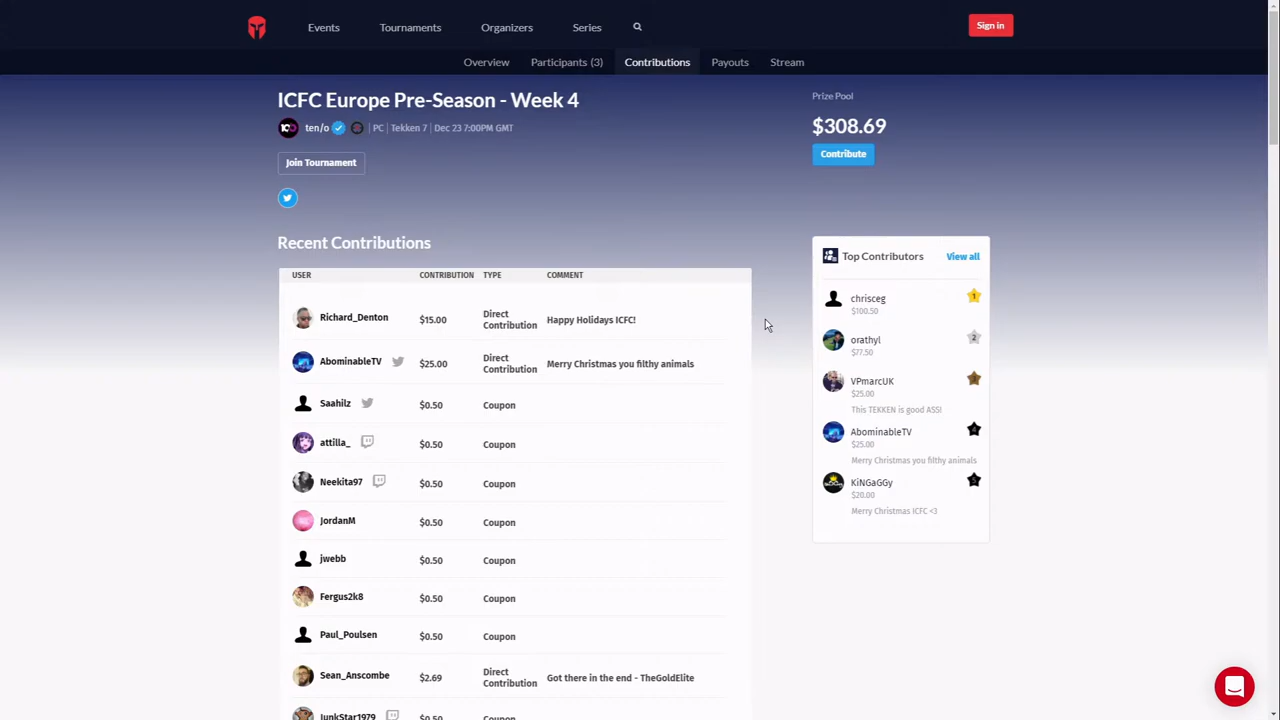 Events Tournaments Organizers Series
Sign in
Overview Participants (3) Contributions Payouts Stream
ICFC Europe Pre-Season - Week 4
ten/o | PC | Tekken 7 | Dec 23 7:00PM GMT
Join Tournament
Prize Pool
$308.69
Contribute
Recent Contributions
USER CONTRIBUTION TYPE COMMENT
Richard_Denton $15.00 Direct Contribution Happy Holidays ICFC!
AbominableTV $25.00 Direct Contribution Merry Christmas you filthy animals
Saahilz $0.50 Coupon
attilla_ $0.50 Coupon
Neekita97 $0.50 Coupon
JordanM $0.50 Coupon
jwebb $0.50 Coupon
Fergus2k8 $0.50 Coupon
Paul_Poulsen $0.50 Coupon
Sean_Anscombe $2.69 Direct Contribution Got there in the end - TheGoldElite
JunkStar1979 $0.50 Coupon
Top Contributors View all
chrisceg 1
$100.50
orathyl 2
$77.50
VPmarcUK
$25.00
This TEKKEN is good ASS!
AbominableTV
$25.00
Merry Christmas you filthy animals
KiNGaGGy
$20.00
Merry Christmas ICFC <3